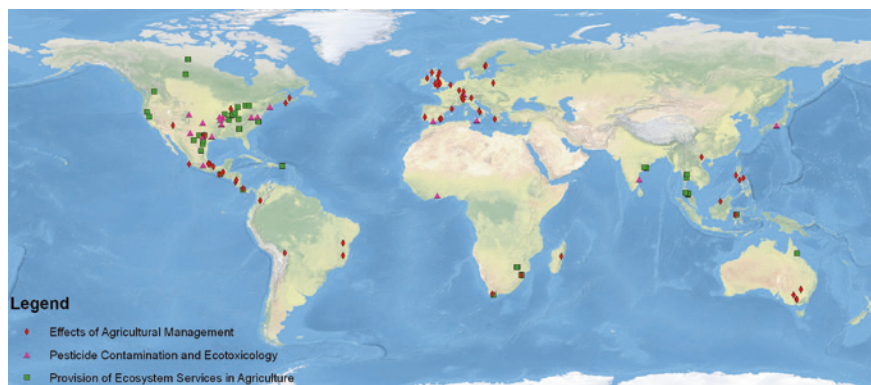 Legend
Effects of Agricultural Management
Pesticide Contamination and Ecotoxicology
Provision of Ecosystem Services in Agriculture